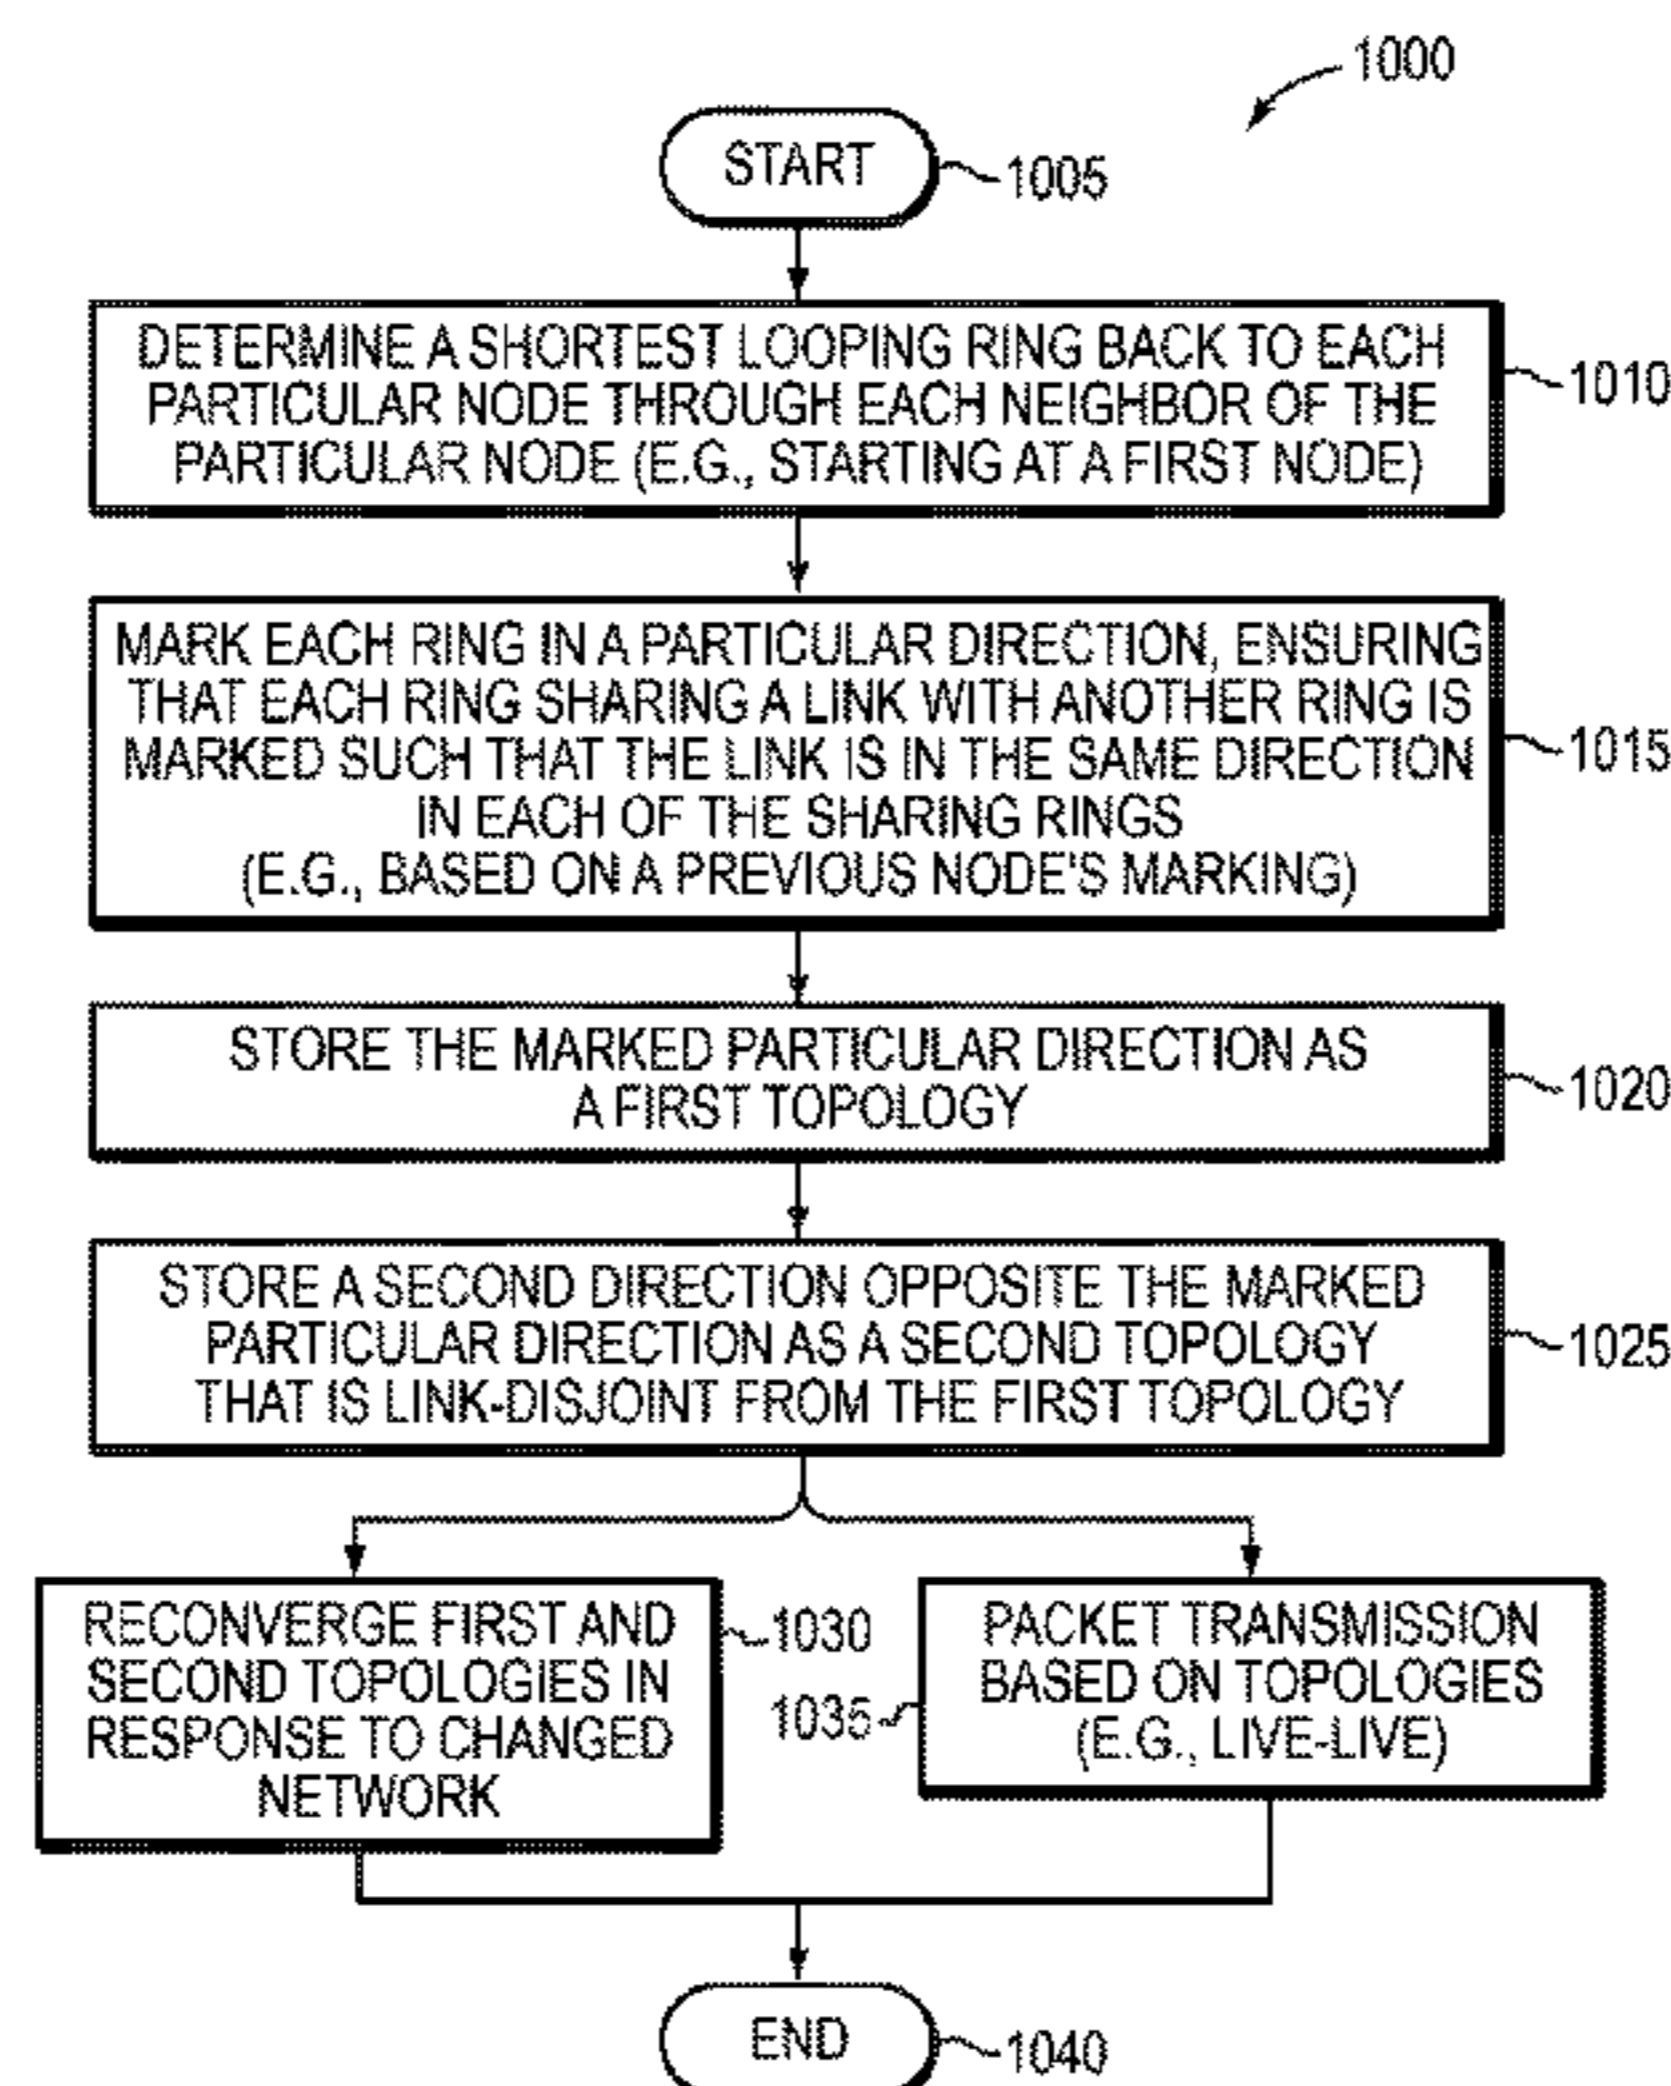 1000
START
1005
DETERMINE A SHORTEST LOOPING RING BACK TO EACH
PARTICULAR NODE THROUGH EACH NEIGHBOR OF THE
PARTICULAR NODE (E.G., STARTING AT A FIRST NODE)
1010
MARK EACH RING IN A PARTICULAR DIRECTION, ENSURING
THAT EACH RING SHARING A LINK WITH ANOTHER RING IS
MARKED SUCH THAT THE LINK IS IN THE SAME DIRECTION
IN EACH OF THE SHARING RINGS
(E.G., BASED ON A PREVIOUS NODE'S MARKING)
1015
STORE THE MARKED PARTICULAR DIRECTION AS
A FIRST TOPOLOGY
1020
STORE A SECOND DIRECTION OPPOSITE THE MARKED
PARTICULAR DIRECTION AS A SECOND TOPOLOGY
THAT IS LINK-DISJOINT FROM THE FIRST TOPOLOGY
1025
RECONVERGE FIRST AND
SECOND TOPOLOGIES IN
RESPONSE TO CHANGED
NETWORK
1030
1035
PACKET TRANSMISSION
BASED ON TOPOLOGIES
(E.G., LIVE-LIVE)
END
1040